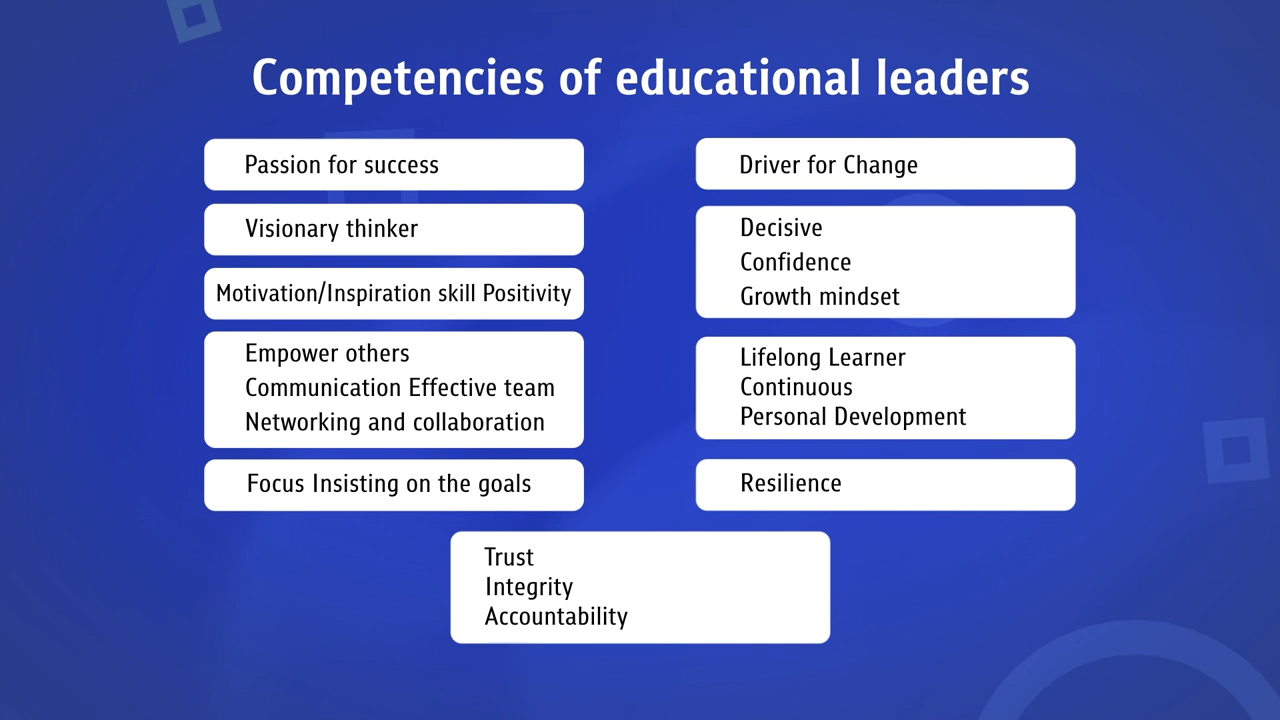 Competencies of educational leaders
Passion for success
Visionary thinker
Motivation/Inspiration skill Positivity
Empower others
Communication Effective team
Networking and collaboration
Focus Insisting on the goals
Driver for Change
Decisive
Confidence
Growth mindset
Lifelong Learner
Continuous
Personal Development
Resilience
Trust
Integrity
Accountability